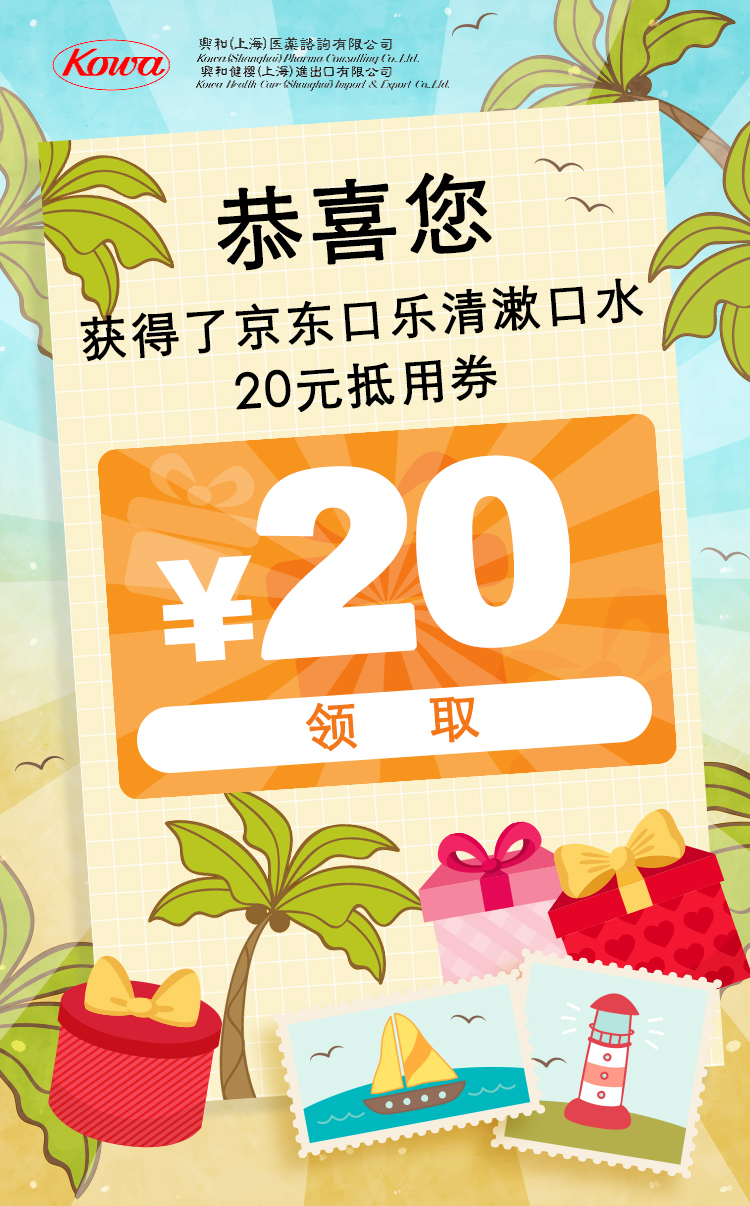 Kowa
興和(上海)医薬諮詢有限公司
Kowa (Shanghai) Pharma Consulting Co.,Ltd.
興和健櫻(上海)進出口有限公司
Kowa Health Care (Shanghai) Import & Export Co.,Ltd.
恭喜您
获得了京东口乐清漱口水
20元抵用券
¥20
领 取